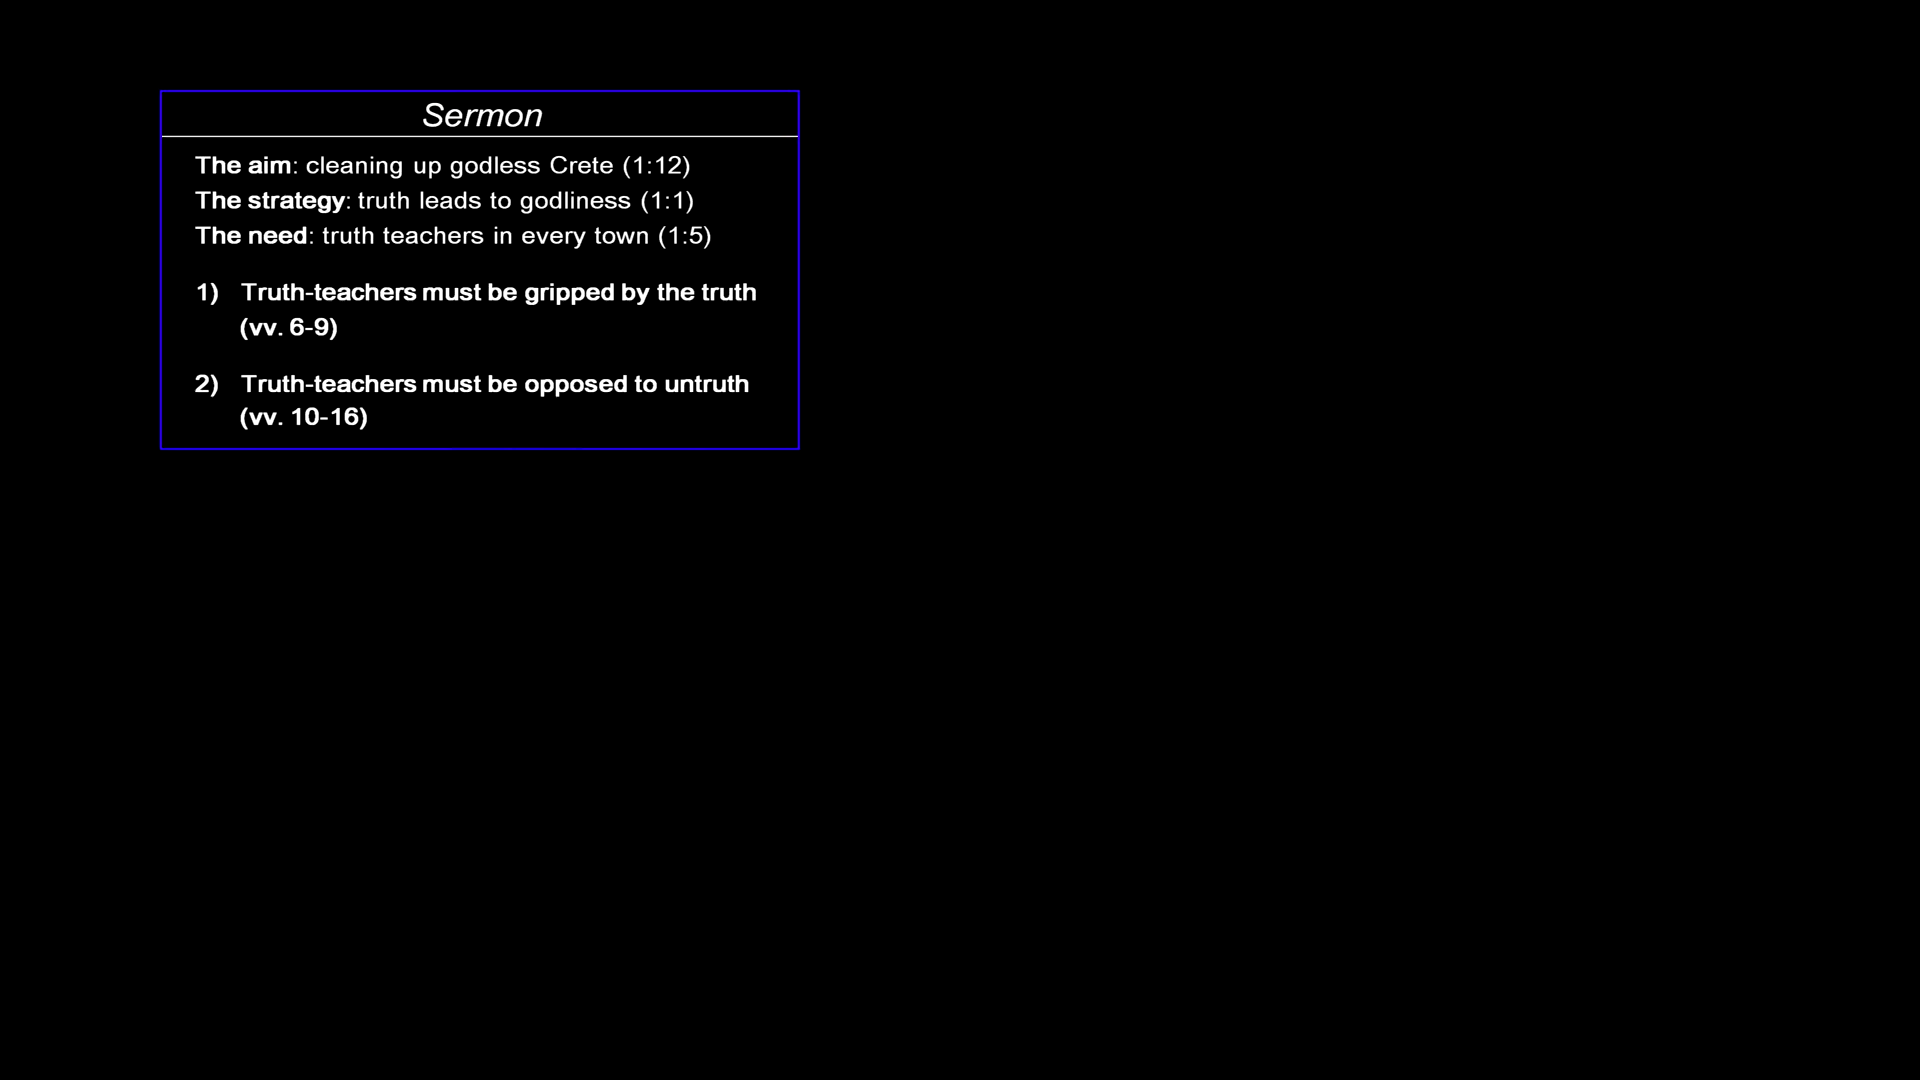 Sermon
The aim: cleaning up godless Crete (1:12)
The strategy: truth leads to godliness (1:1)
The need: truth teachers in every town (1:5)
1) Truth-teachers must be gripped by the truth
(vv. 6-9)
2) Truth-teachers must be opposed to untruth
(vv. 10-16)